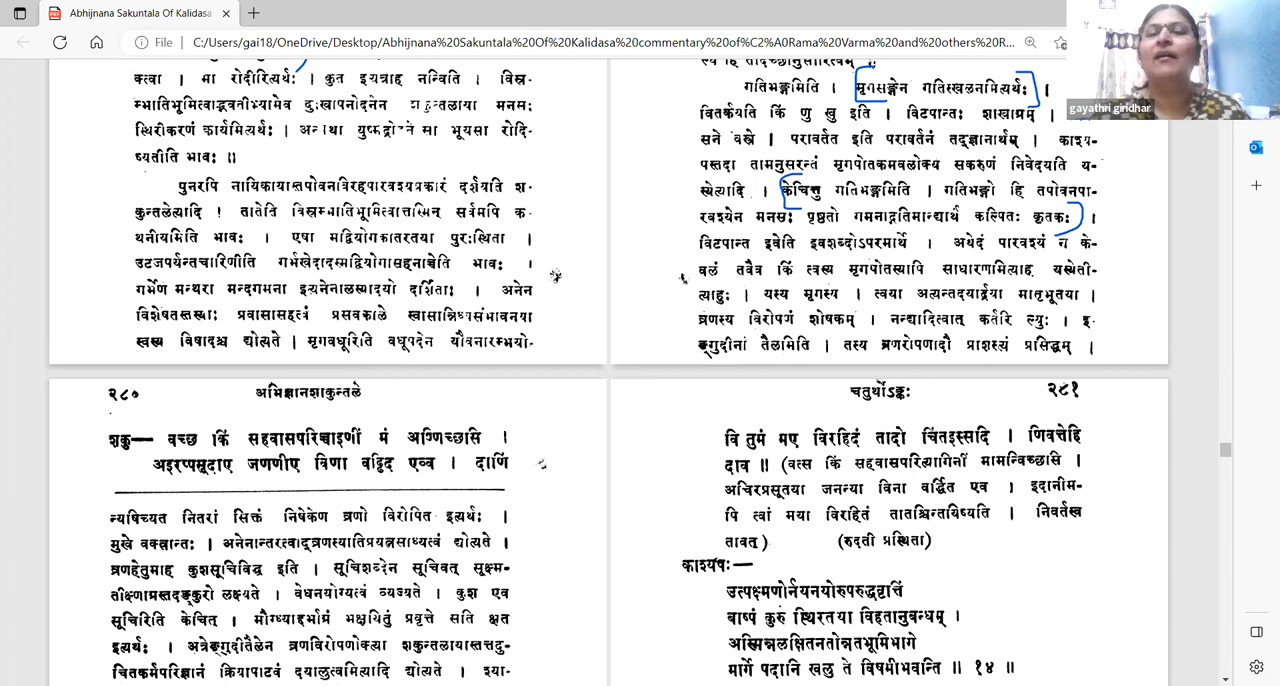 Abhijnana Sakuntala Of Kalidasa
File
C:/Users/gai18/OneDrive/Desktop/Abhijnana%20Sakuntala%20Of%20Kalidasa%20commentary%20of%C2%A0Rama%20Varma%20and%20others%20R...
gayathri giridhar
क्त्वा । मा रोदीरित्यर्थः । कुत इयत्राह नन्विति । विस्र-
म्भातिभूमित्वाद्भवतीभ्यामेव दुःखापनोदनेन शकुन्तलाया मनसः
स्थिरीकरणं कार्यमित्यर्थः । अन्यथा सा भूयसा रोदि-
ष्यतीति भावः ॥
पुनरपि नायिकायास्तपोवनविरहपारवश्यप्रकारं दर्शयति श-
कुन्तलेत्यादि । तातेति विस्रम्भातिभूमित्वात्तस्मिन् सर्वमपि क-
थनीयमिति भावः । एषा मद्वियोगकातरतया पुरःस्थिता ।
उटजपर्यन्तचारिणीति गर्भखेदादस्मद्वियोगासहनाच्चेति भावः ।
गर्भेण मन्थरा मन्दगमना इत्यनेनालस्यादयो दर्शिताः । अनेन
विशेषतस्तस्याः प्रवासासहत्वं प्रसवकाले स्वासान्निध्यसंभावनया
स्वस्य विषादश्च द्योत्यते । मृगवधूरिति वधूपदेन यौवनारम्भयो-
स्य हि तादृच्छानुसारित्वम् ॥
गतिभङ्गमिति । मृगसङ्गेन गतिस्खलनमित्यर्थः ।
वितर्कयति किं णु खु इति । विटपान्तः शाखाग्रम् ।
सने वस्त्रे । परावर्तत इति परावर्तनं तद्ज्ञानार्थम् । काश्य-
पस्तदा तामनुसरन्तं मृगपोतकमवलोक्य सकरुणं निवेदयति य-
स्येत्यादि । केचित्तु गतिभङ्गमिति । गतिभङ्गो हि तपोवनपा-
रवश्येन मनसः पृष्ठतो गमनाद्गतिमान्द्यार्थं कल्पितः कृतकः ।
विटपान्त इवेति इवशब्दोऽपरमार्थे । अथेदं पारवश्यं न के-
वलं तवैव किं त्वस्य मृगपोतस्यापि साधारणमित्याह यस्येती-
त्याहुः । यस्य मृगस्य । त्वया अत्यन्तदयार्द्रया मातृभूतया ।
व्रणस्य विरोपणं शोषकम् । नन्द्यादित्वात् कर्तरि ल्युः । इ-
ङ्गुदीनां तैलमिति । तस्य व्रणरोपणादौ प्राशस्त्यं प्रसिद्धम् ।
२८० अभिज्ञानशाकुन्तले
शकु— वच्छ किं सहवासपरिच्चाइणीं मं अण्णिच्छासि ।
अइरप्पसूदाए जणणीए विणा वड्ढिद एव्व । दाणिं
न्यषिच्यत नितरां सिक्तं निषेकेण व्रणो विरोपित इत्यर्थः ।
मुखे वक्त्रान्तः । अनेनान्तरत्वाद्व्रणस्यातिप्रयत्नसाध्यत्वं द्योत्यते ।
व्रणहेतुमाह कुशसूचिविद्ध इति । सूचिशब्देन सूचिवत् सूक्ष्म-
तीक्ष्णाग्रस्तदङ्कुरो लक्ष्यते । वेधनयोग्यत्वं व्यज्यते । कुश एव
सूचिरिति केचित् । मौग्ध्याद्दर्भाग्रं भक्षयितुं प्रवृत्ते सति क्षत
इत्यर्थः । अत्रेङ्गुदीतैलेन व्रणविरोपणोक्त्या शकुन्तलायास्तत्तदु-
चितकर्मपरिज्ञानं क्रियापाटवं दयालुत्वमित्यादि द्योत्यते । श्या-
चतुर्थोऽङ्कः २८१
वि तुमं मए विरहिदं तादो चिंतइस्सदि । णिवत्तेहि
दाव ॥ (वत्स किं सहवासपरित्यागिनीं मामन्विच्छासि ।
अचिरप्रसूतया जनन्या विना वर्द्धित एव । इदानीम-
पि त्वां मया विरहितं तातश्चिन्तयिष्यति । निवर्तस्व
तावत् ) (रुदती प्रस्थिता)
काश्यपः—
उत्पक्ष्मणोर्नयनयोरुपरुद्धवृत्तिं
बाष्पं कुरु स्थिरतया विहतानुबन्धम् ।
अस्मिन्नलक्षितनतोन्नतभूमिभागे
मार्गे पदानि खलु ते विषमीभवन्ति ॥ १४ ॥